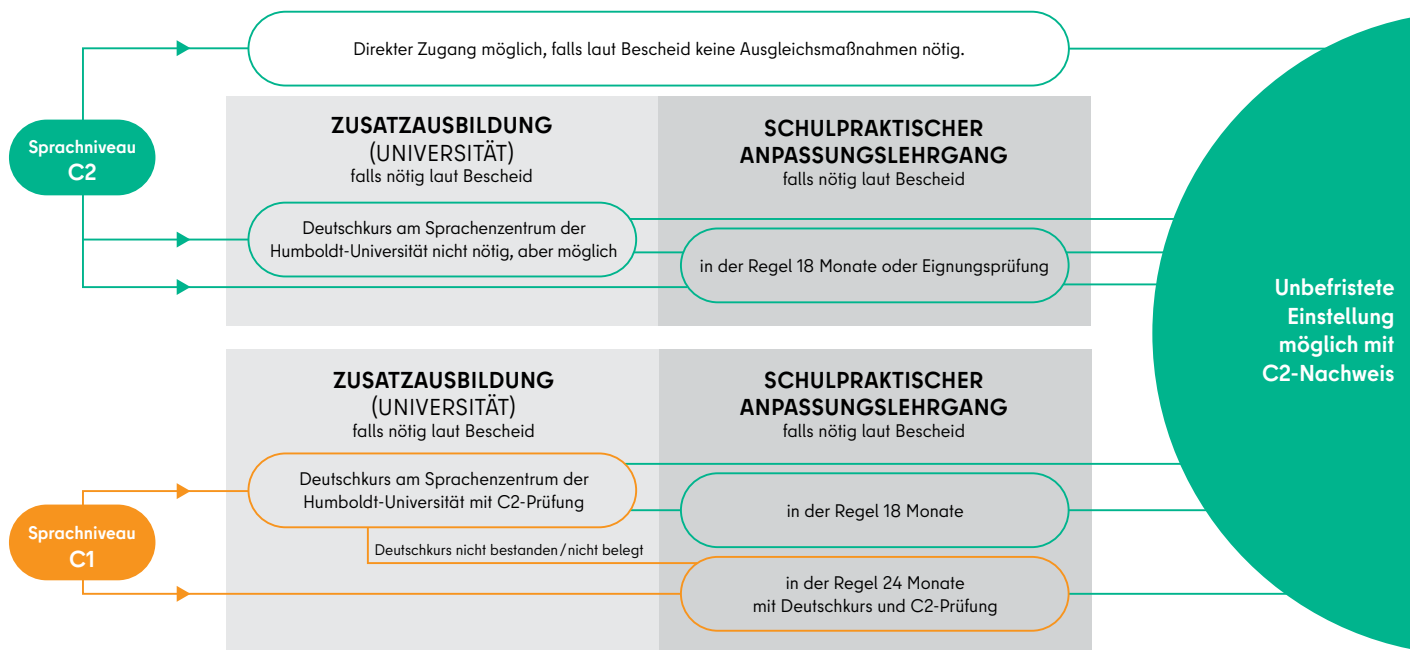 Direkter Zugang möglich, falls laut Bescheid keine Ausgleichsmaßnahmen nötig.
Sprachniveau
C2
ZUSATZAUSBILDUNG
(UNIVERSITÄT)
falls nötig laut Bescheid
SCHULPRAKTISCHER
ANPASSUNGSLEHRGANG
falls nötig laut Bescheid
Deutschkurs am Sprachenzentrum der
Humboldt-Universität nicht nötig, aber möglich
in der Regel 18 Monate oder Eignungsprüfung
Unbefristete
Einstellung
möglich mit
C2-Nachweis
ZUSATZAUSBILDUNG
(UNIVERSITÄT)
falls nötig laut Bescheid
SCHULPRAKTISCHER
ANPASSUNGSLEHRGANG
falls nötig laut Bescheid
Sprachniveau
C1
Deutschkurs am Sprachenzentrum der
Humboldt-Universität mit C2-Prüfung
in der Regel 18 Monate
Deutschkurs nicht bestanden / nicht belegt
in der Regel 24 Monate
mit Deutschkurs und C2-Prüfung